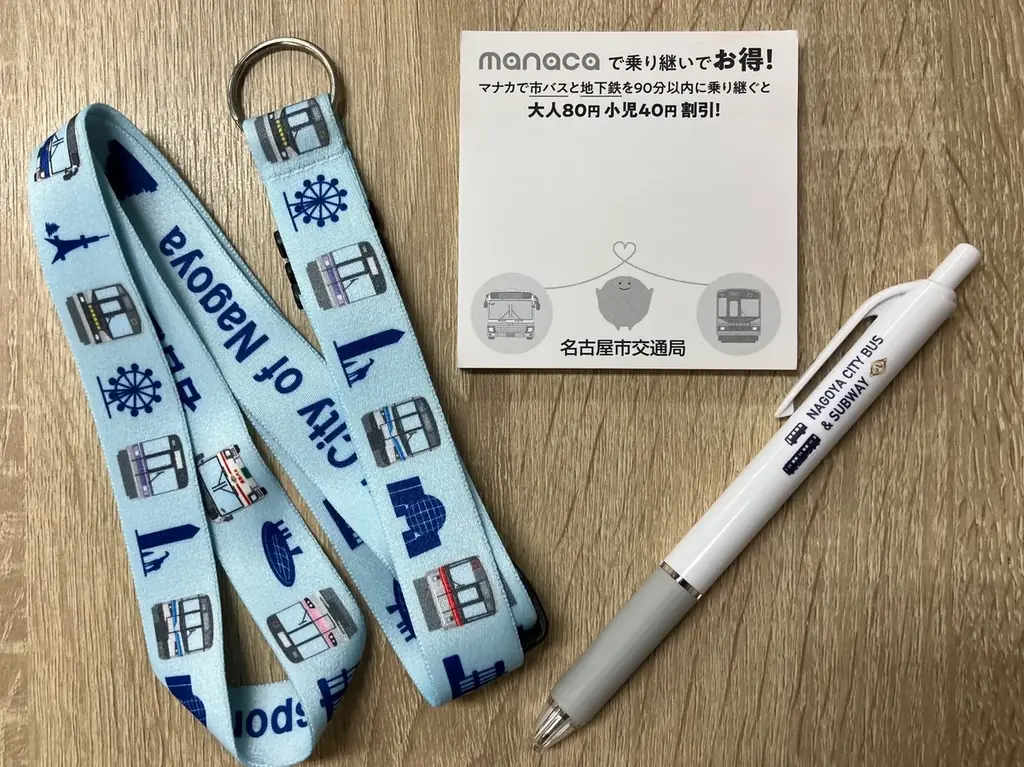 manaca で乗り継いでお得!
マナカで市バスと地下鉄を90分以内に乗り継ぐと
大人80円 小児40円 割引!
名古屋市交通局
NAGOYA CITY BUS
& SUBWAY
City of Nagoya